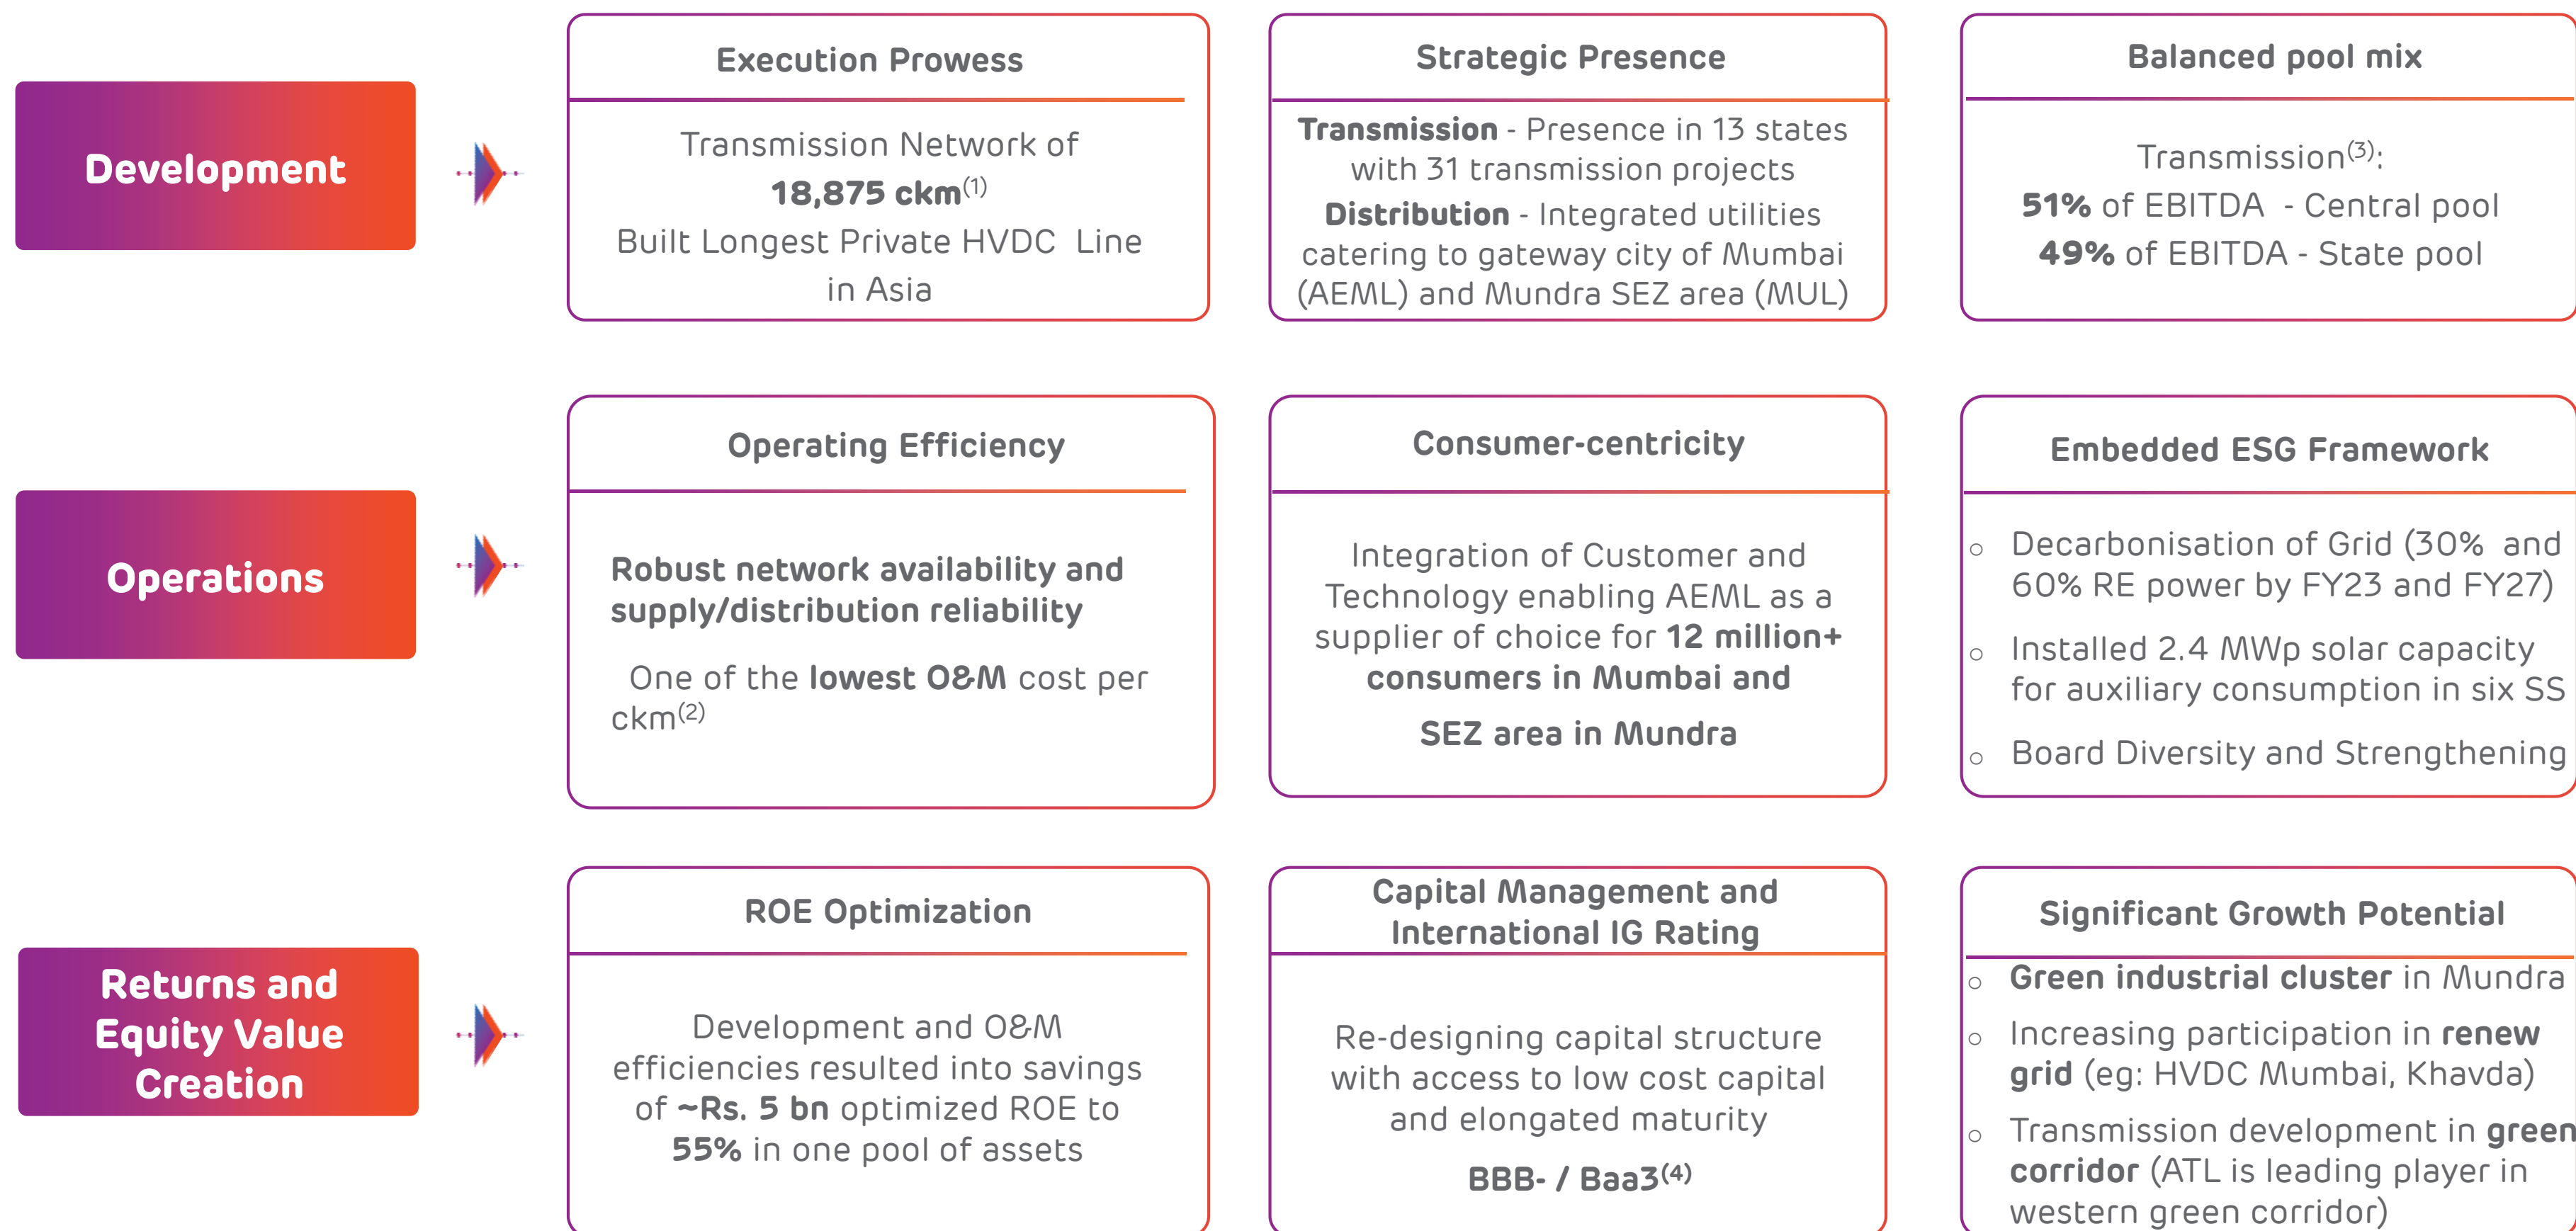 Development
Execution Prowess
Transmission Network of
18,875 ckm(1)
Built Longest Private HVDC Line
in Asia
Strategic Presence
Transmission - Presence in 13 states
with 31 transmission projects
Distribution - Integrated utilities
catering to gateway city of Mumbai
(AEML) and Mundra SEZ area (MUL)
Balanced pool mix
Transmission(3):
51% of EBITDA - Central pool
49% of EBITDA - State pool
Operations
Operating Efficiency
Robust network availability and
supply/distribution reliability
One of the lowest O&M cost per
ckm(2)
Consumer-centricity
Integration of Customer and
Technology enabling AEML as a
supplier of choice for 12 million+
consumers in Mumbai and
SEZ area in Mundra
Embedded ESG Framework
○ Decarbonisation of Grid (30% and
60% RE power by FY23 and FY27)
○ Installed 2.4 MWp solar capacity
for auxiliary consumption in six SS
○ Board Diversity and Strengthening
Returns and
Equity Value
Creation
ROE Optimization
Development and O&M
efficiencies resulted into savings
of ~Rs. 5 bn optimized ROE to
55% in one pool of assets
Capital Management and
International IG Rating
Re-designing capital structure
with access to low cost capital
and elongated maturity
BBB- / Baa3(4)
Significant Growth Potential
○ Green industrial cluster in Mundra
○ Increasing participation in renew
grid (eg: HVDC Mumbai, Khavda)
○ Transmission development in green
corridor (ATL is leading player in
western green corridor)